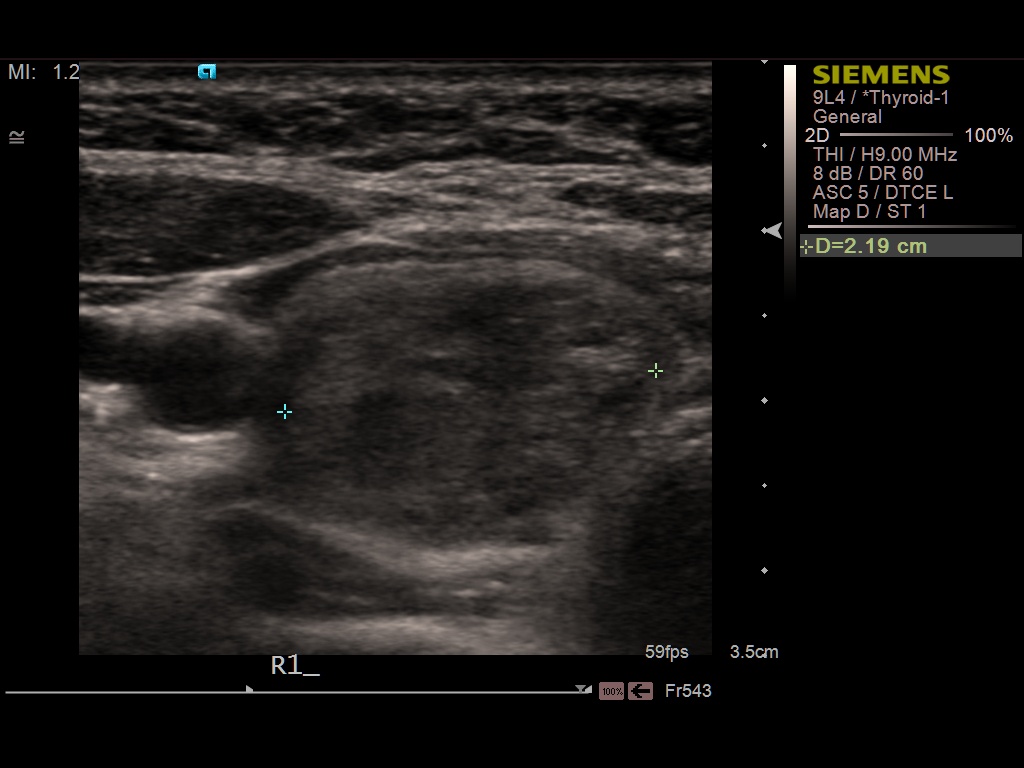 MI: 1.2
SIEMENS
9L4 / *Thyroid-1
General
2D 100%
THI / H9.00 MHz
8 dB / DR 60
ASC 5 / DTCE L
Map D / ST 1
D=2.19 cm
59fps 3.5cm
R1_
100% Fr543